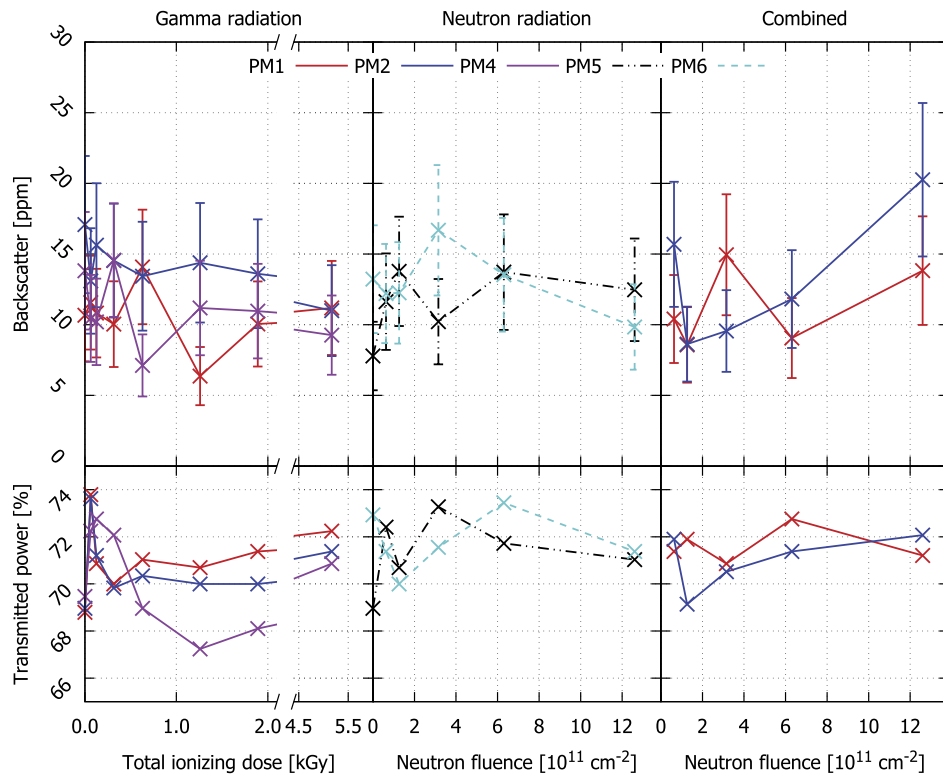 Gamma radiation Neutron radiation Combined
PM1 PM2 PM4 PM5 PM6
Backscatter [ppm]
30
25
20
15
10
5
0
Transmitted power [%]
74
72
70
68
66
0.0 1.0 2.0 4.5 5.5 0 2 4 6 8 10 12 0 2 4 6 8 10 12
Total ionizing dose [kGy] Neutron fluence [10¹¹ cm⁻²] Neutron fluence [10¹¹ cm⁻²]